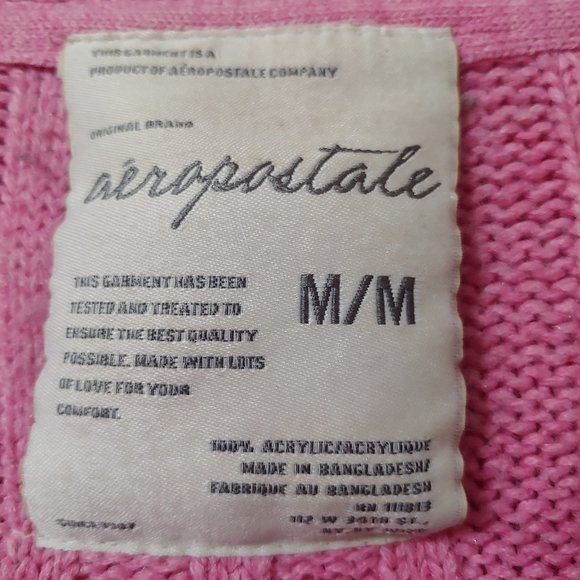 THIS GARMENT IS A
PRODUCT OF AÉROPOSTALE COMPANY
ORIGINAL BRAND
aéropostale
M/M
THIS GARMENT HAS BEEN
TESTED AND TREATED TO
ENSURE THE BEST QUALITY
POSSIBLE. MADE WITH LOTS
OF LOVE FOR YOUR
COMFORT.
100% ACRYLIC/ACRYLIQUE
MADE IN BANGLADESH/
FABRIQUE AU BANGLADESH
RN 111813
112 W 34TH ST.,